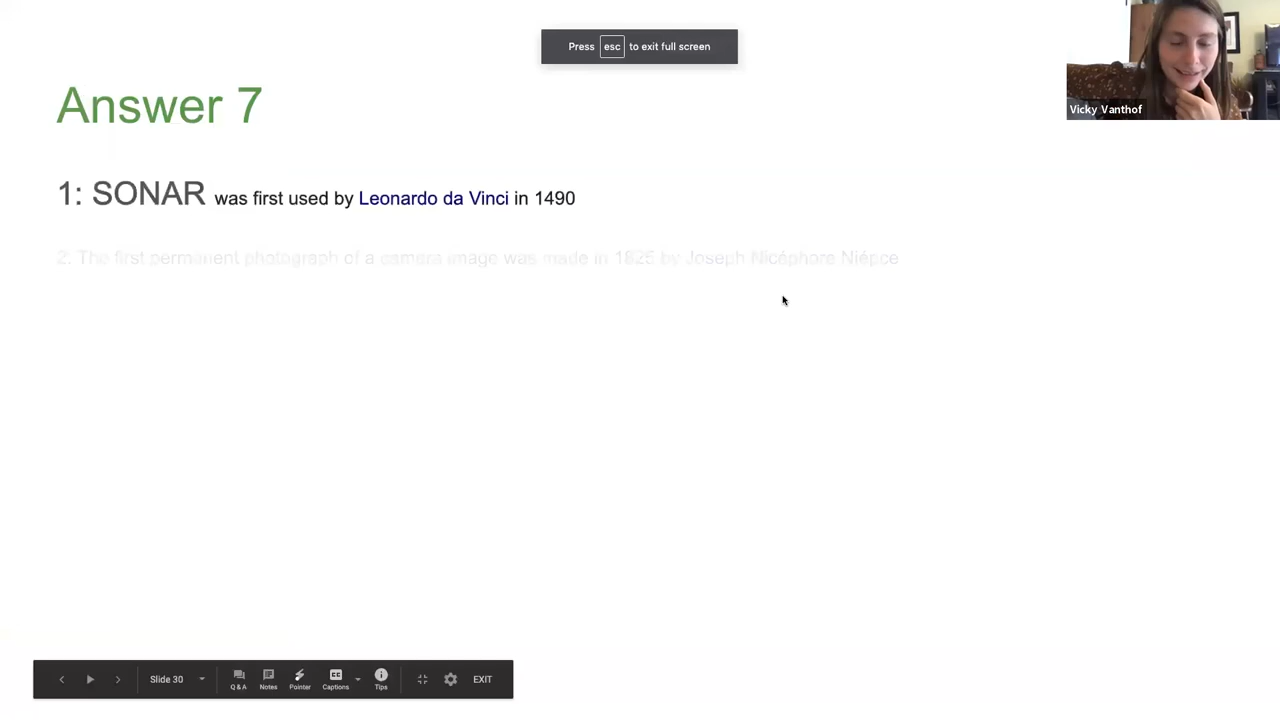 Press esc to exit full screen
Vicky Vanthof
Answer 7
1: SONAR was first used by Leonardo da Vinci in 1490
2. The first permanent photograph of a camera image was made in 1825 by Joseph Nicéphore Niépce
Slide 30
Q & A
Notes
Pointer
CC
Captions
Tips
EXIT